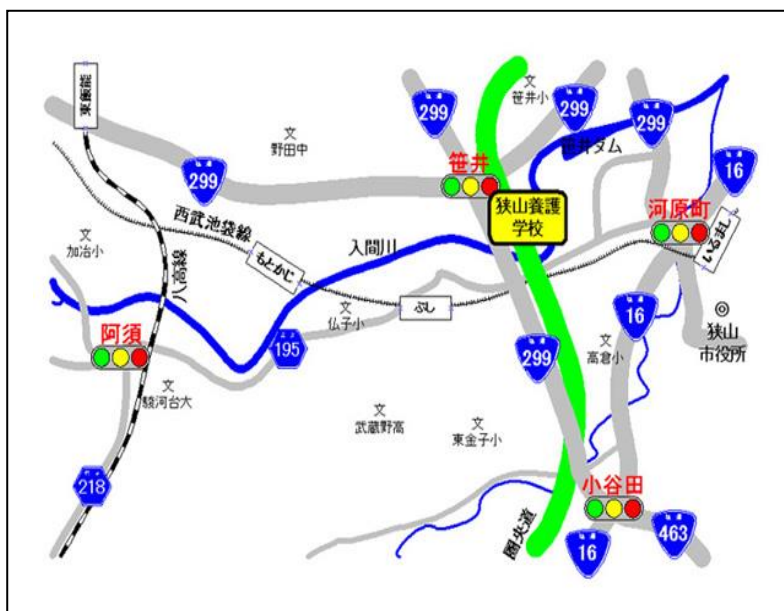 東飯能
299
文
野田中
299
文
笹井小
299
299
16
笹井
笹井ダム
狭山養護
学校
河原町
いるまし
文
加治小
西武池袋線
八高線
もとかじ
入間川
ぶし
文
仏子小
195
阿須
299
16
文
高倉小
狭山
市役所
文
駿河台大
文
武蔵野高
文
東金子小
218
小谷田
圏央道
16
463